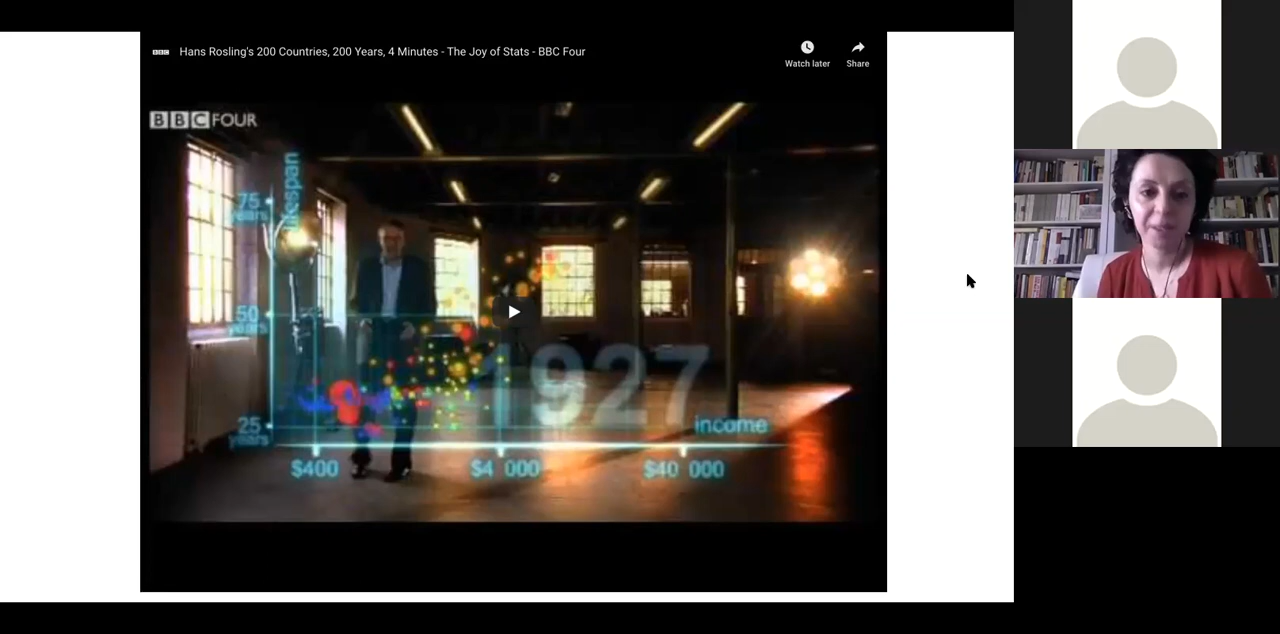 BBC
Hans Rosling's 200 Countries, 200 Years, 4 Minutes - The Joy of Stats - BBC Four
Watch later
Share
BBC FOUR
lifespan
75
years
50
years
1927
25
years
income
$400
$4 000
$40 000